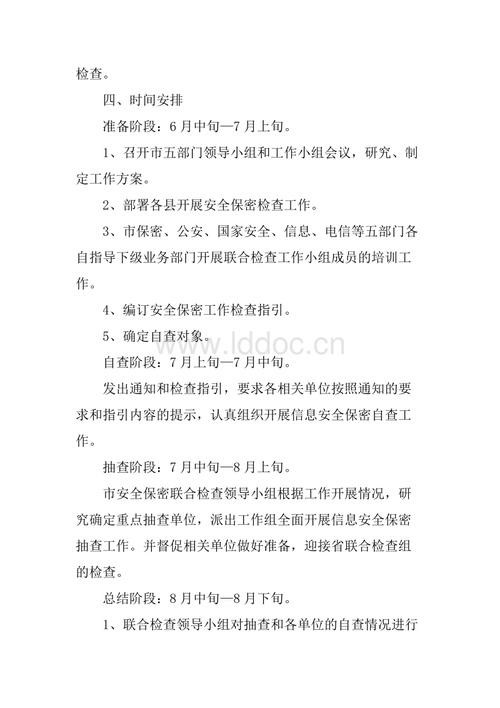 检查。
四、时间安排
准备阶段：6月中旬—7月上旬。
1、召开市五部门领导小组和工作小组会议，研究、制
定工作方案。
2、部署各县开展安全保密检查工作。
3、市保密、公安、国家安全、信息、电信等五部门各
自指导下级业务部门开展联合检查工作小组成员的培训工
作。
4、编订安全保密工作检查指引。
5、确定自查对象。
www.lddoc.cn
自查阶段：7月上旬—7月中旬。
发出通知和检查指引，要求各相关单位按照通知的要
求和指引内容的提示，认真组织开展信息安全保密自查工
作。
抽查阶段：7月中旬—8月上旬。
市安全保密联合检查领导小组根据工作开展情况，研
究确定重点抽查单位，派出工作组全面开展信息安全保密
抽查工作。并督促相关单位做好准备，迎接省联合检查组
的检查。
总结阶段：8月中旬—8月下旬。
1、联合检查领导小组对抽查和各单位的自查情况进行